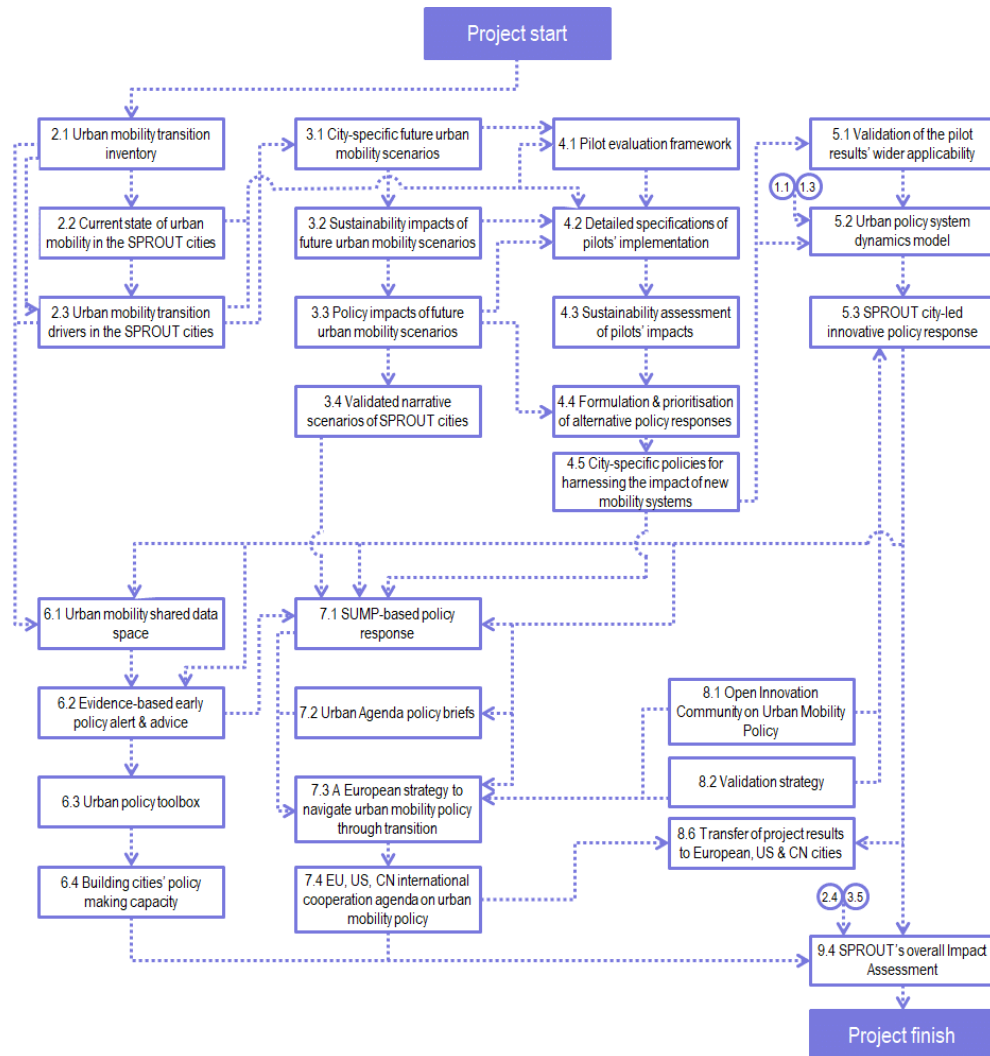 Project start
2.1 Urban mobility transition
inventory
3.1 City-specific future urban
mobility scenarios
4.1 Pilot evaluation framework
5.1 Validation of the pilot
results' wider applicability
1.1
1.3
2.2 Current state of urban
mobility in the SPROUT cities
3.2 Sustainability impacts of
future urban mobility scenarios
4.2 Detailed specifications of
pilots' implementation
5.2 Urban policy system
dynamics model
2.3 Urban mobility transition
drivers in the SPROUT cities
3.3 Policy impacts of future
urban mobility scenarios
4.3 Sustainability assessment
of pilots' impacts
5.3 SPROUT city-led
innovative policy response
3.4 Validated narrative
scenarios of SPROUT cities
4.4 Formulation & prioritisation
of alternative policy responses
4.5 City-specific policies for
harnessing the impact of new
mobility systems
6.1 Urban mobility shared data
space
7.1 SUMP-based policy
response
6.2 Evidence-based early
policy alert & advice
7.2 Urban Agenda policy briefs
8.1 Open Innovation
Community on Urban Mobility
Policy
6.3 Urban policy toolbox
7.3 A European strategy to
navigate urban mobility policy
through transition
8.2 Validation strategy
8.6 Transfer of project results
to European, US & CN cities
6.4 Building cities' policy
making capacity
7.4 EU, US, CN international
cooperation agenda on urban
mobility policy
2.4
3.5
9.4 SPROUT's overall Impact
Assessment
Project finish